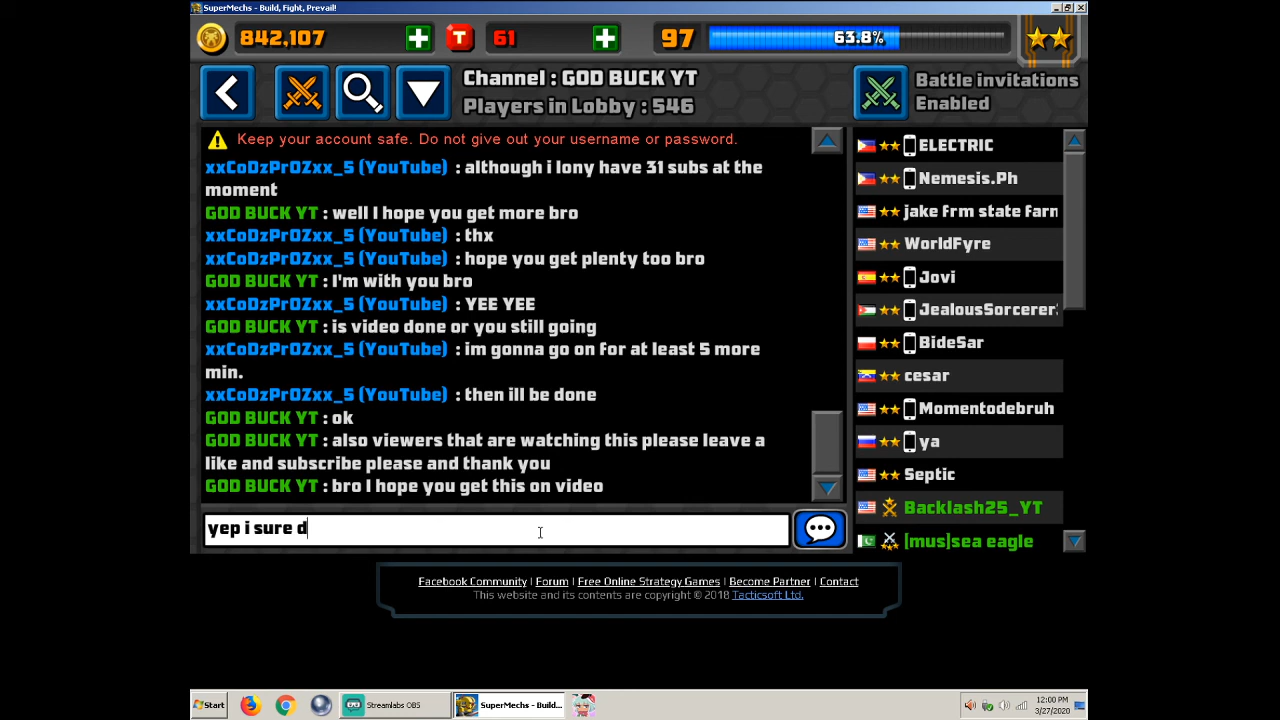 SuperMechs - Build, Fight, Prevail!
842,107
T
61
97
63.8%
Channel : GOD BUCK YT
Players in Lobby : 546
Battle invitations
Enabled
Keep your account safe. Do not give out your username or password.
xxCoDzPrOZxx_5 (YouTube) : although i lony have 31 subs at the
moment
GOD BUCK YT : well I hope you get more bro
xxCoDzPrOZxx_5 (YouTube) : thx
xxCoDzPrOZxx_5 (YouTube) : hope you get plenty too bro
GOD BUCK YT : I'm with you bro
xxCoDzPrOZxx_5 (YouTube) : YEE YEE
GOD BUCK YT : is video done or you still going
xxCoDzPrOZxx_5 (YouTube) : im gonna go on for at least 5 more
min.
xxCoDzPrOZxx_5 (YouTube) : then ill be done
GOD BUCK YT : ok
GOD BUCK YT : also viewers that are watching this please leave a
like and subscribe please and thank you
GOD BUCK YT : bro I hope you get this on video
yep i sure d
ELECTRIC
Nemesis.Ph
jake frm state farm
WorldFyre
Jovi
JealousSorcerer
BideSar
cesar
Momentodebruh
ya
Septic
Backlash25_YT
[mus]sea eagle
Facebook Community | Forum | Free Online Strategy Games | Become Partner | Contact
This website and its contents are copyright © 2018 Tacticsoft Ltd.
Start
Streamlabs OBS
SuperMechs - Build...
12:00 PM
3/27/2020